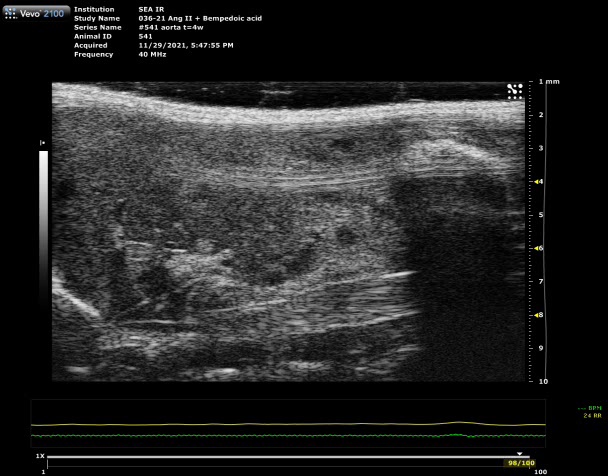 Vevo 2100
Institution SEA IR
Study Name 036-21 Ang II + Bempedoic acid
Series Name #541 aorta t=4w
Animal ID 541
Acquired 11/29/2021, 5:47:55 PM
Frequency 40 MHz
1 mm
2
3
4
5
6
7
8
9
10
--- BPM
24 RR
1X
98/100
1
100